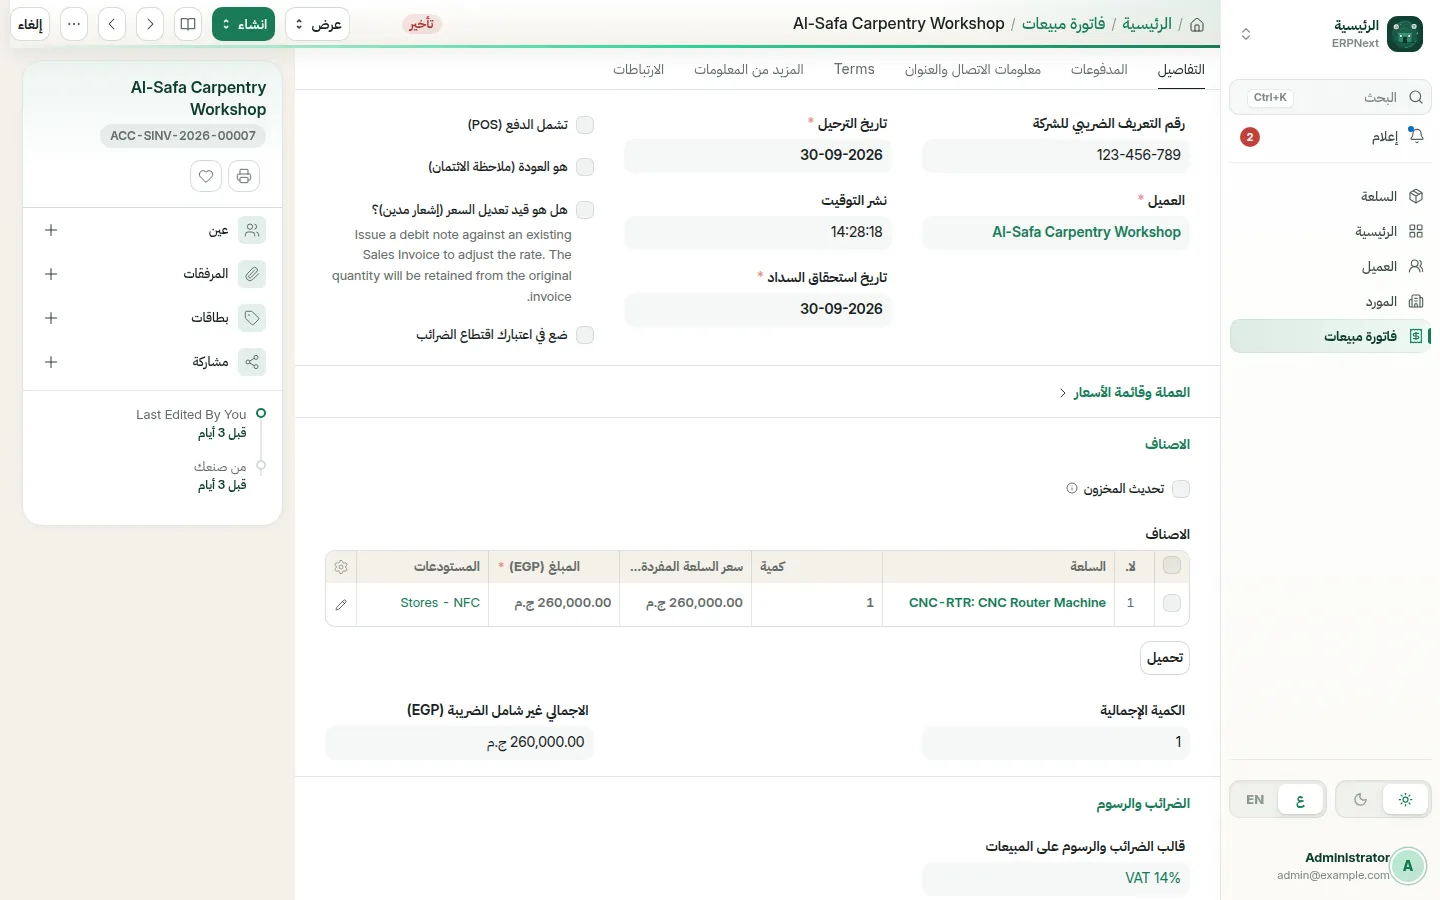 الرئيسية
ERPNext
البحث
Ctrl+K
إعلام
2
السلعة
الرئيسية
العميل
المورد
فاتورة مبيعات
ع
EN
Administrator
admin@example.com
A
الرئيسية / فاتورة مبيعات / Al-Safa Carpentry Workshop
تأخير
عرض
انشاء
إلغاء
التفاصيل
المدفوعات
معلومات الاتصال والعنوان
Terms
المزيد من المعلومات
الارتباطات
رقم التعريف الضريبي للشركة
123-456-789
العميل *
Al-Safa Carpentry Workshop
تاريخ الترحيل *
30-09-2026
نشر التوقيت
14:28:18
تاريخ استحقاق السداد *
30-09-2026
تشمل الدفع (POS)
هو العودة (ملاحظة الائتمان)
هل هو قيد تعديل السعر (إشعار مدين)؟
Issue a debit note against an existing
Sales Invoice to adjust the rate. The
quantity will be retained from the original
invoice.
ضع في اعتبارك اقتطاع الضرائب
العملة وقائمة الأسعار
الاصناف
تحديث المخزون
الاصناف
لا.
السلعة
كمية
سعر السلعة المفردة...
المبلغ (EGP) *
المستودعات
1
CNC-RTR: CNC Router Machine
1
260,000.00 ج.م
260,000.00 ج.م
Stores - NFC
تحميل
الكمية الإجمالية
1
الاجمالي غير شامل الضريبة (EGP)
260,000.00 ج.م
الضرائب والرسوم
قالب الضرائب والرسوم على المبيعات
VAT 14%
Al-Safa Carpentry
Workshop
ACC-SINV-2026-00007
عين
المرفقات
بطاقات
مشاركة
Last Edited By You
قبل 3 أيام
من صنعك
قبل 3 أيام